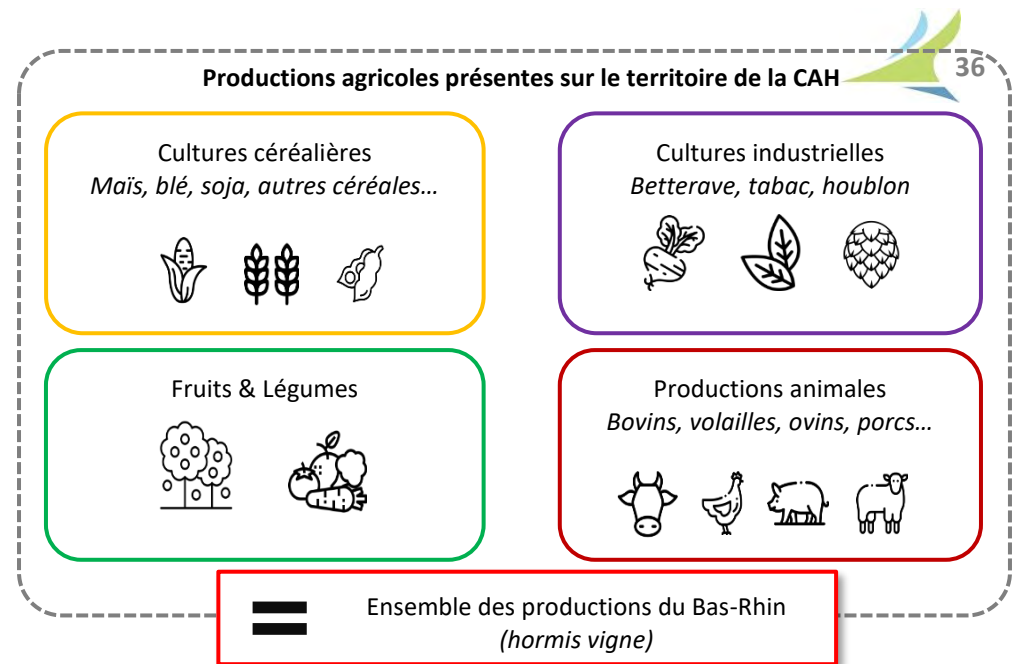 36
Productions agricoles présentes sur le territoire de la CAH
Cultures céréalières
Maïs, blé, soja, autres céréales…
Cultures industrielles
Betterave, tabac, houblon
Fruits & Légumes
Productions animales
Bovins, volailles, ovins, porcs…
= Ensemble des productions du Bas-Rhin
(hormis vigne)